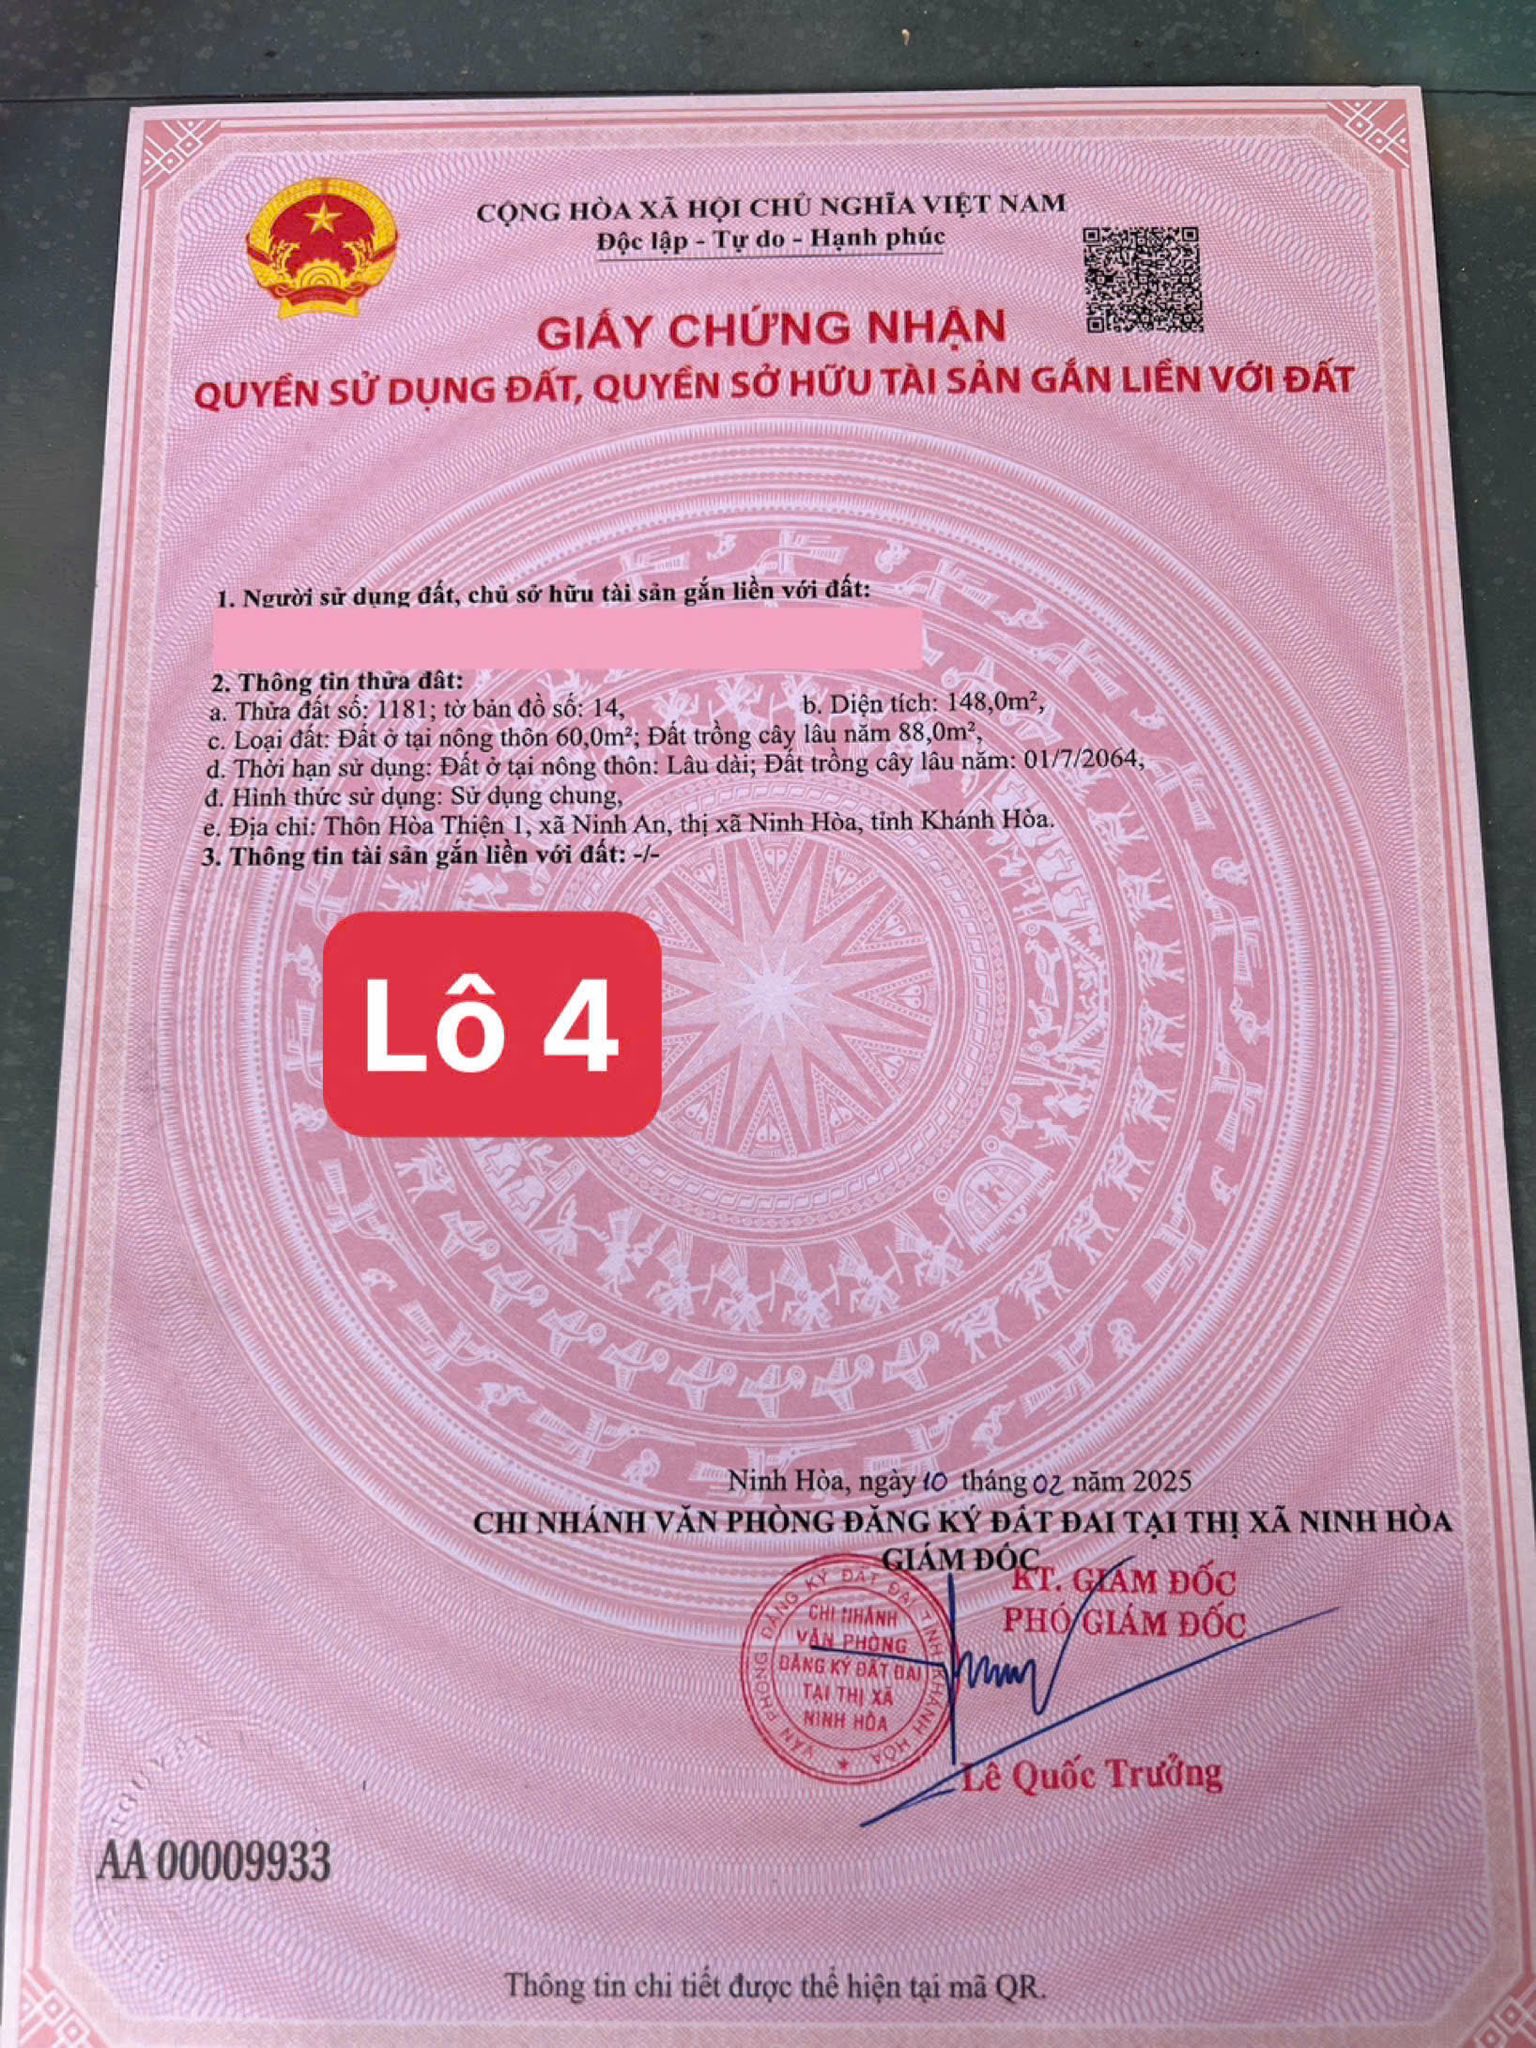 CỘNG HÒA XÃ HỘI CHỦ NGHĨA VIỆT NAM
Độc lập - Tự do - Hạnh phúc
GIẤY CHỨNG NHẬN
QUYỀN SỬ DỤNG ĐẤT, QUYỀN SỞ HỮU TÀI SẢN GẮN LIỀN VỚI ĐẤT
1. Người sử dụng đất, chủ sở hữu tài sản gắn liền với đất:
2. Thông tin thửa đất:
a. Thửa đất số: 1181; tờ bản đồ số: 14, b. Diện tích: 148,0m²,
c. Loại đất: Đất ở tại nông thôn 60,0m²; Đất trồng cây lâu năm 88,0m²,
d. Thời hạn sử dụng: Đất ở tại nông thôn: Lâu dài; Đất trồng cây lâu năm: 01/7/2064,
đ. Hình thức sử dụng: Sử dụng chung,
e. Địa chỉ: Thôn Hòa Thiện 1, xã Ninh An, thị xã Ninh Hòa, tỉnh Khánh Hòa.
3. Thông tin tài sản gắn liền với đất: -/-
Lô 4
Ninh Hòa, ngày 10 tháng 02 năm 2025
CHI NHÁNH VĂN PHÒNG ĐĂNG KÝ ĐẤT ĐAI TẠI THỊ XÃ NINH HÒA
GIÁM ĐỐC
KT. GIÁM ĐỐC
PHÓ GIÁM ĐỐC
VĂN PHÒNG ĐĂNG KÝ ĐẤT ĐAI TỈNH KHÁNH HÒA
CHI NHÁNH
VĂN PHÒNG
ĐĂNG KÝ ĐẤT ĐAI
TẠI THỊ XÃ
NINH HÒA
Lê Quốc Trưởng
AA 00009933
Thông tin chi tiết được thể hiện tại mã QR.